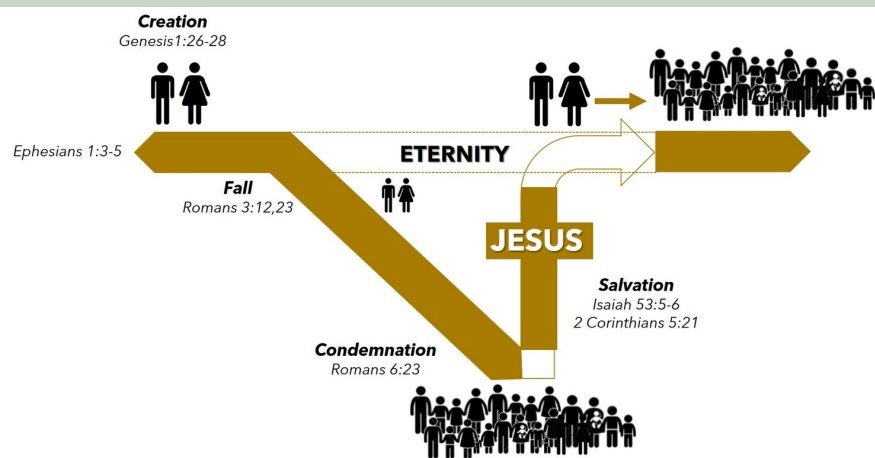 Creation
Genesis1:26-28
Ephesians 1:3-5
ETERNITY
Fall
Romans 3:12,23
JESUS
Salvation
Isaiah 53:5-6
2 Corinthians 5:21
Condemnation
Romans 6:23